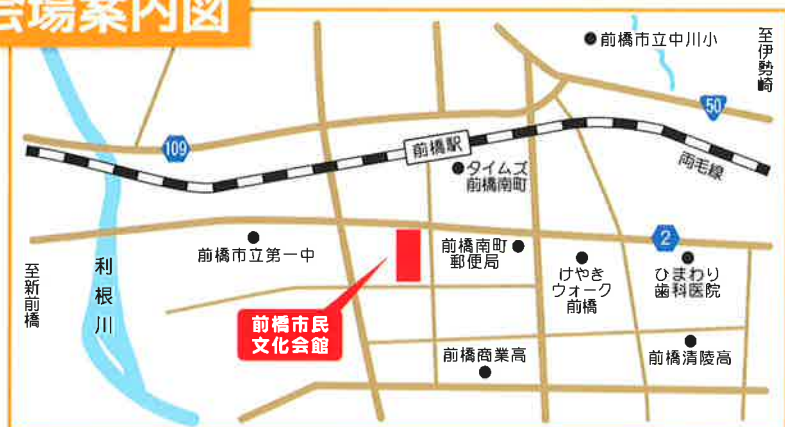 会場案内図
前橋市立中川小
至伊勢崎
50
109
前橋駅
両毛線
タイムズ
前橋南町
2
前橋市立第一中
前橋南町
郵便局
けやき
ウォーク
前橋
ひまわり
歯科医院
至新前橋
利根川
前橋市民
文化会館
前橋商業高
前橋清陵高